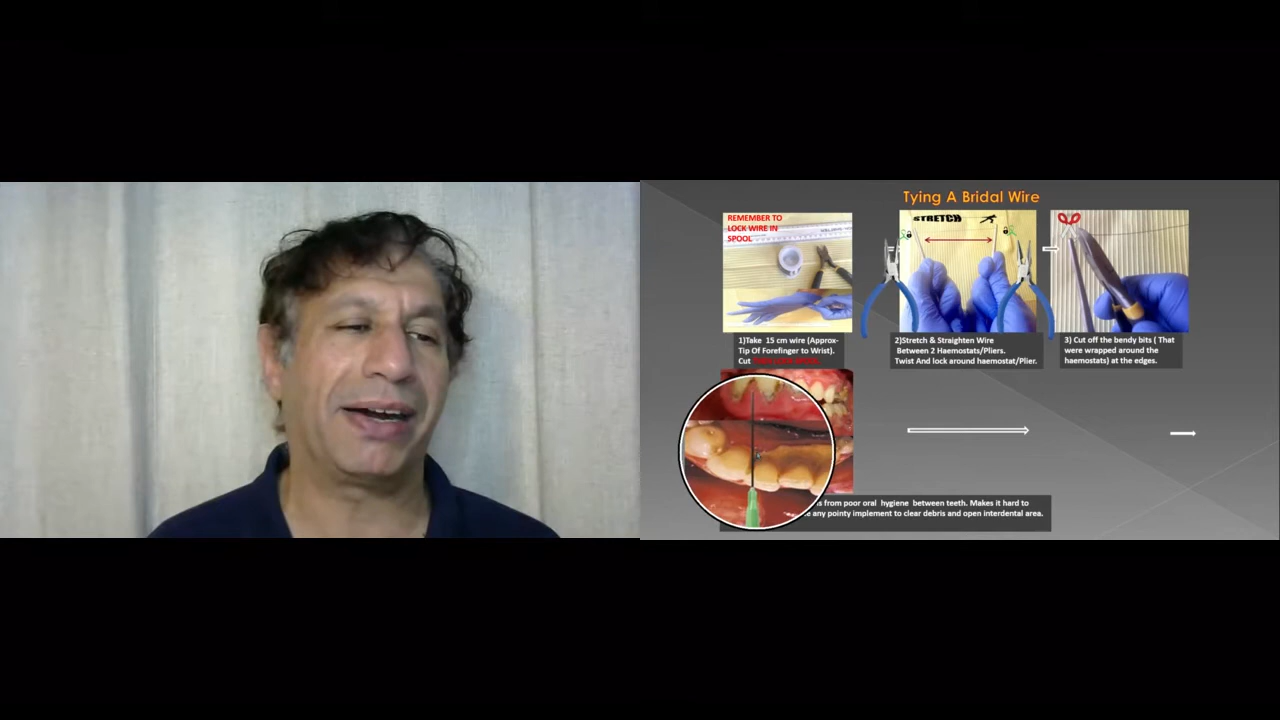 Tying A Bridal Wire
REMEMBER TO
LOCK WIRE IN
SPOOL
STRETCH
1)Take 15 cm wire (Approx-
Tip Of Forefinger to Wrist).
Cut
2)Stretch & Straighten Wire
Between 2 Haemostats/Pliers.
Twist And lock around haemostat/Plier.
3) Cut off the bendy bits ( That
were wrapped around the
haemostats) at the edges.
is from poor oral hygiene between teeth. Makes it hard to
any pointy implement to clear debris and open interdental area.